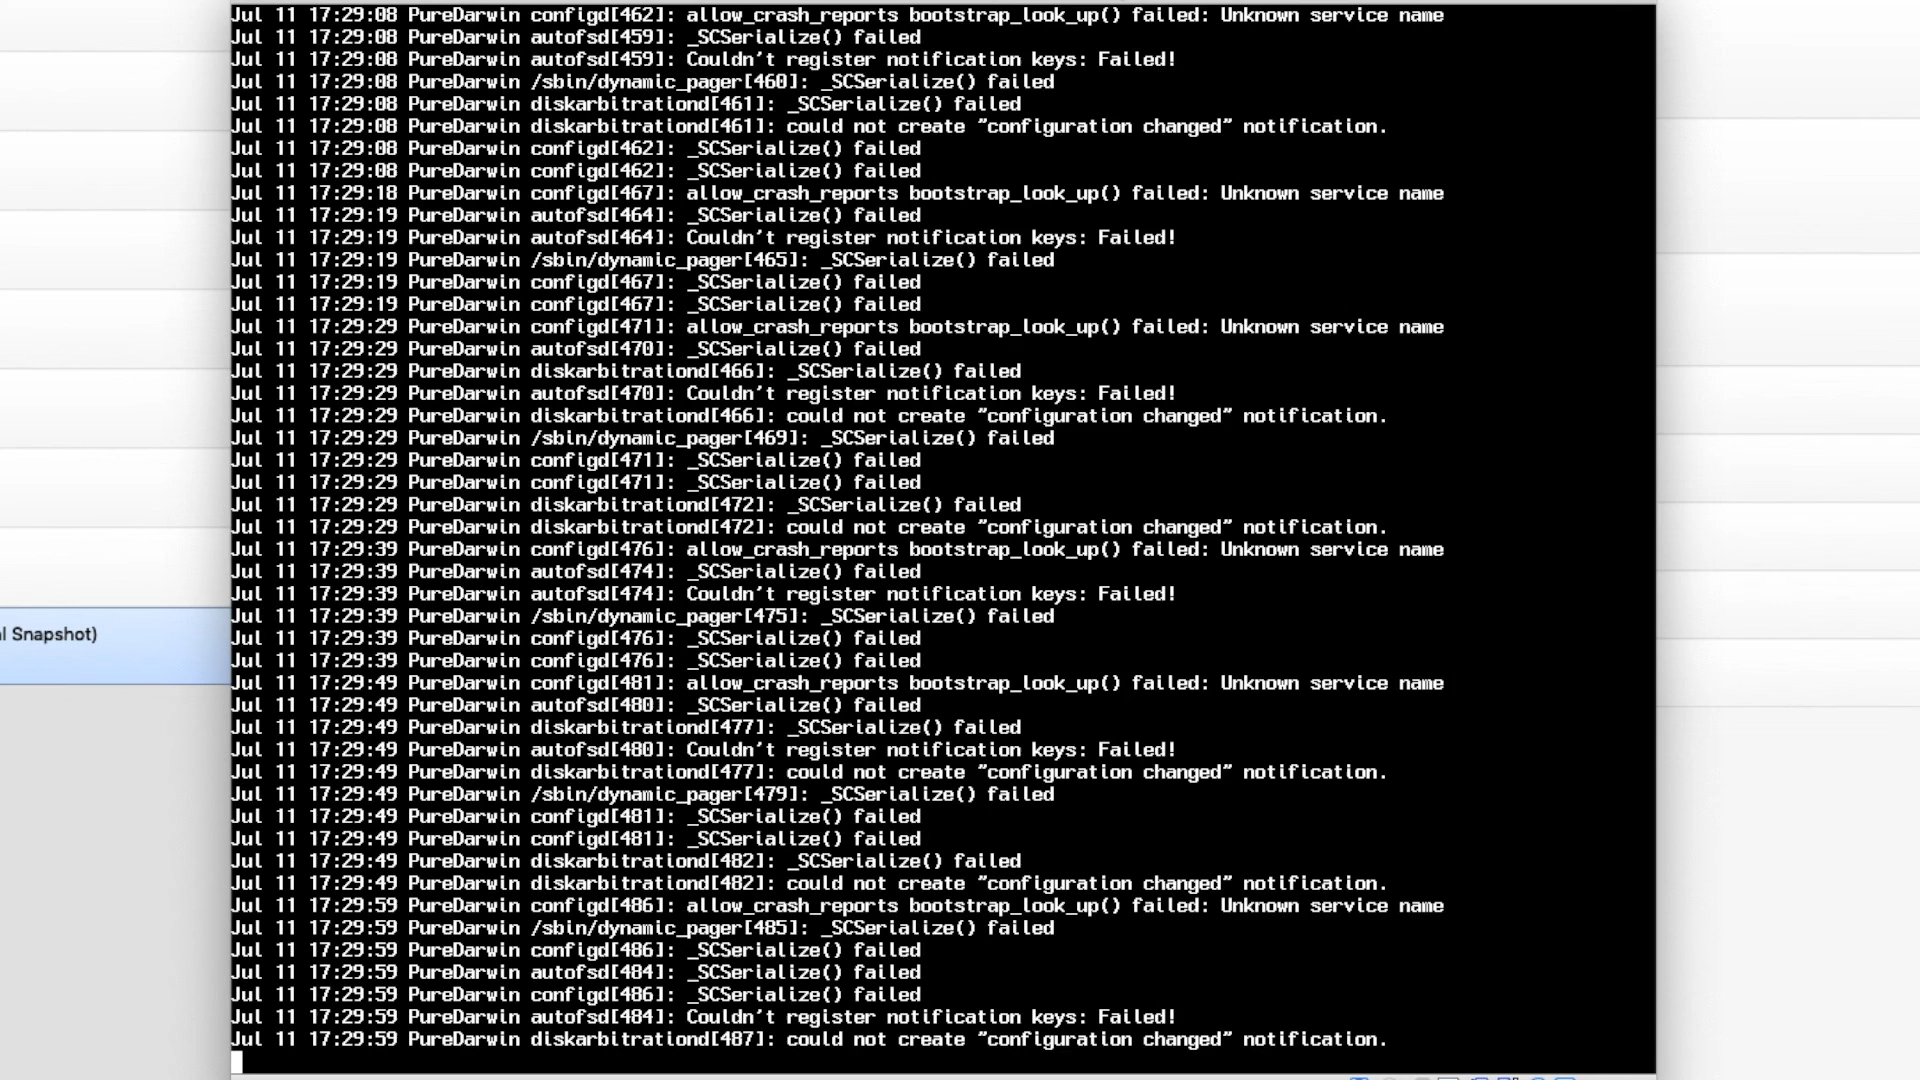 Jul 11 17:29:08 PureDarwin configd[462]: allow_crash_reports bootstrap_look_up() failed: Unknown service name
Jul 11 17:29:08 PureDarwin autofsd[459]: _SCSerialize() failed
Jul 11 17:29:08 PureDarwin autofsd[459]: Couldn't register notification keys: Failed!
Jul 11 17:29:08 PureDarwin /sbin/dynamic_pager[460]: _SCSerialize() failed
Jul 11 17:29:08 PureDarwin diskarbitrationd[461]: _SCSerialize() failed
Jul 11 17:29:08 PureDarwin diskarbitrationd[461]: could not create "configuration changed" notification.
Jul 11 17:29:08 PureDarwin configd[462]: _SCSerialize() failed
Jul 11 17:29:08 PureDarwin configd[462]: _SCSerialize() failed
Jul 11 17:29:18 PureDarwin configd[467]: allow_crash_reports bootstrap_look_up() failed: Unknown service name
Jul 11 17:29:19 PureDarwin autofsd[464]: _SCSerialize() failed
Jul 11 17:29:19 PureDarwin autofsd[464]: Couldn't register notification keys: Failed!
Jul 11 17:29:19 PureDarwin /sbin/dynamic_pager[465]: _SCSerialize() failed
Jul 11 17:29:19 PureDarwin configd[467]: _SCSerialize() failed
Jul 11 17:29:19 PureDarwin configd[467]: _SCSerialize() failed
Jul 11 17:29:29 PureDarwin configd[471]: allow_crash_reports bootstrap_look_up() failed: Unknown service name
Jul 11 17:29:29 PureDarwin autofsd[470]: _SCSerialize() failed
Jul 11 17:29:29 PureDarwin diskarbitrationd[466]: _SCSerialize() failed
Jul 11 17:29:29 PureDarwin autofsd[470]: Couldn't register notification keys: Failed!
Jul 11 17:29:29 PureDarwin diskarbitrationd[466]: could not create "configuration changed" notification.
Jul 11 17:29:29 PureDarwin /sbin/dynamic_pager[469]: _SCSerialize() failed
Jul 11 17:29:29 PureDarwin configd[471]: _SCSerialize() failed
Jul 11 17:29:29 PureDarwin configd[471]: _SCSerialize() failed
Jul 11 17:29:29 PureDarwin diskarbitrationd[472]: _SCSerialize() failed
Jul 11 17:29:29 PureDarwin diskarbitrationd[472]: could not create "configuration changed" notification.
Jul 11 17:29:39 PureDarwin configd[476]: allow_crash_reports bootstrap_look_up() failed: Unknown service name
Jul 11 17:29:39 PureDarwin autofsd[474]: _SCSerialize() failed
Jul 11 17:29:39 PureDarwin autofsd[474]: Couldn't register notification keys: Failed!
Jul 11 17:29:39 PureDarwin /sbin/dynamic_pager[475]: _SCSerialize() failed
l Snapshot)
Jul 11 17:29:39 PureDarwin configd[476]: _SCSerialize() failed
Jul 11 17:29:39 PureDarwin configd[476]: _SCSerialize() failed
Jul 11 17:29:49 PureDarwin configd[481]: allow_crash_reports bootstrap_look_up() failed: Unknown service name
Jul 11 17:29:49 PureDarwin autofsd[480]: _SCSerialize() failed
Jul 11 17:29:49 PureDarwin diskarbitrationd[477]: _SCSerialize() failed
Jul 11 17:29:49 PureDarwin autofsd[480]: Couldn't register notification keys: Failed!
Jul 11 17:29:49 PureDarwin diskarbitrationd[477]: could not create "configuration changed" notification.
Jul 11 17:29:49 PureDarwin /sbin/dynamic_pager[479]: _SCSerialize() failed
Jul 11 17:29:49 PureDarwin configd[481]: _SCSerialize() failed
Jul 11 17:29:49 PureDarwin configd[481]: _SCSerialize() failed
Jul 11 17:29:49 PureDarwin diskarbitrationd[482]: _SCSerialize() failed
Jul 11 17:29:49 PureDarwin diskarbitrationd[482]: could not create "configuration changed" notification.
Jul 11 17:29:59 PureDarwin configd[486]: allow_crash_reports bootstrap_look_up() failed: Unknown service name
Jul 11 17:29:59 PureDarwin /sbin/dynamic_pager[485]: _SCSerialize() failed
Jul 11 17:29:59 PureDarwin configd[486]: _SCSerialize() failed
Jul 11 17:29:59 PureDarwin autofsd[484]: _SCSerialize() failed
Jul 11 17:29:59 PureDarwin configd[486]: _SCSerialize() failed
Jul 11 17:29:59 PureDarwin autofsd[484]: Couldn't register notification keys: Failed!
Jul 11 17:29:59 PureDarwin diskarbitrationd[487]: could not create "configuration changed" notification.